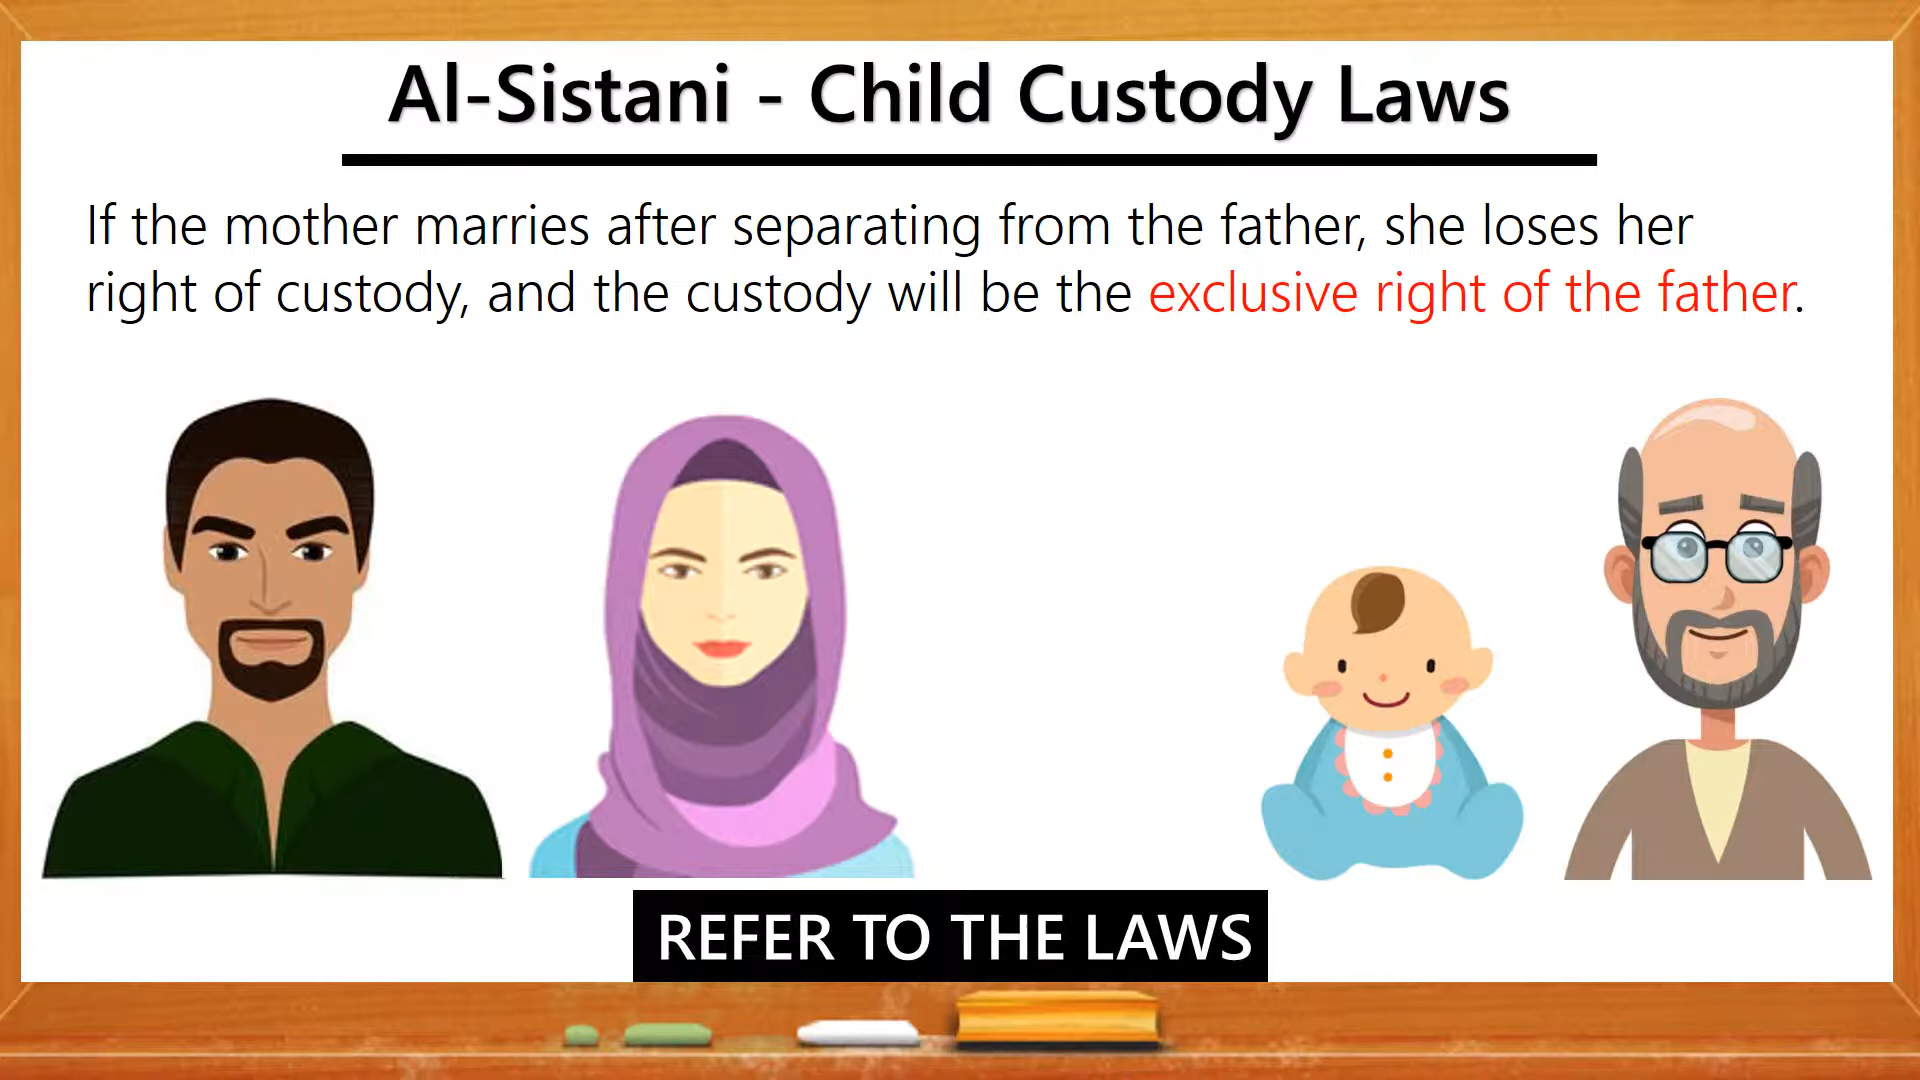 Al-Sistani - Child Custody Laws
If the mother marries after separating from the father, she loses her
right of custody, and the custody will be the exclusive right of the father.
REFER TO THE LAWS